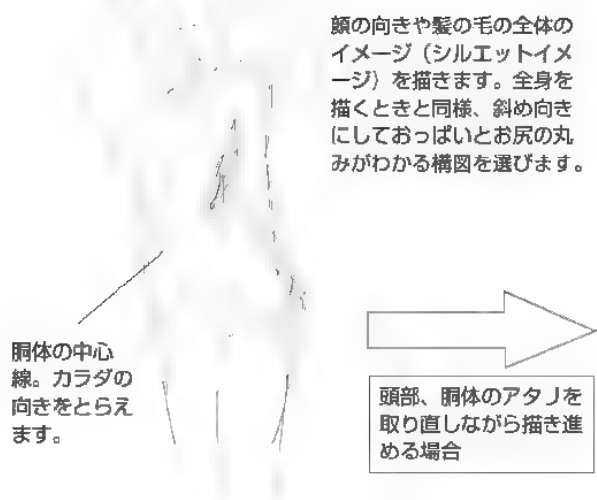 顔の向きや髪の毛の全体の
イメージ（シルエットイメ
ージ）を描きます。全身を
描くときと同様、斜め向き
にしておっぱいとお尻の丸
みがわかる構図を選びます。
胴体の中心
線。カラダの
向きをとらえ
ます。
頭部、胴体のアタリを
取り直しながら描き進
める場合